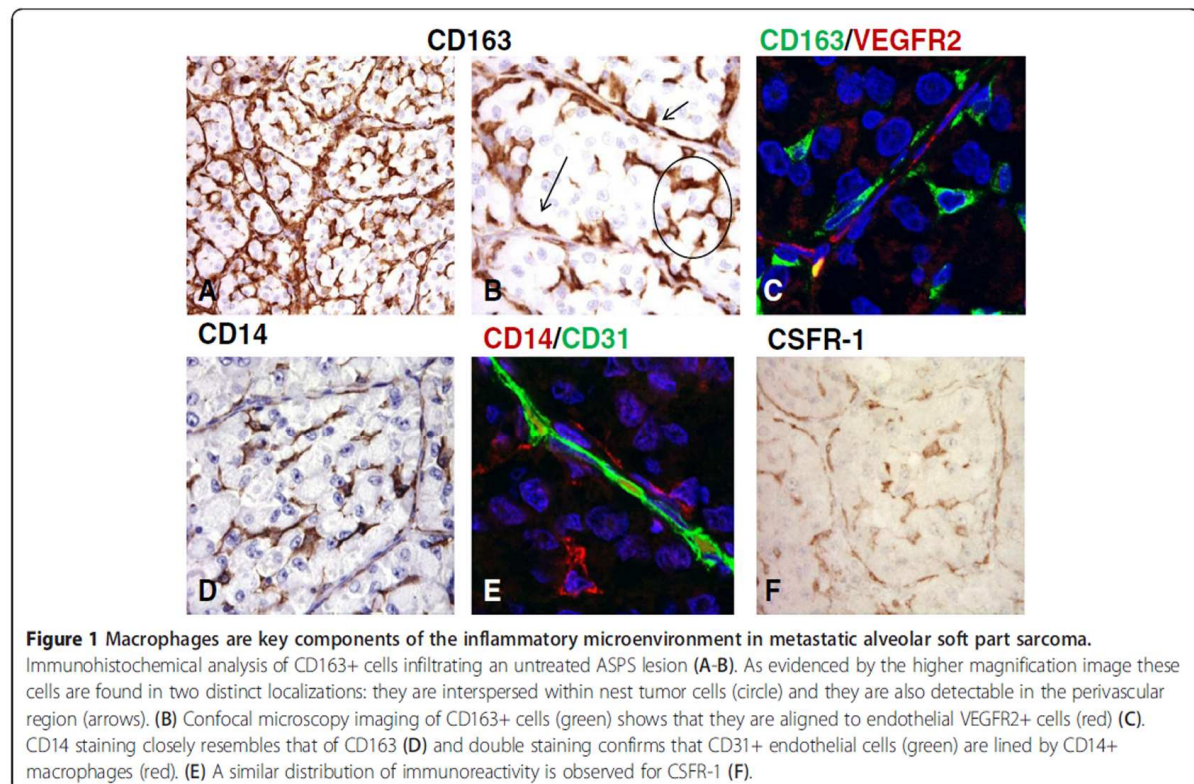 CD163
CD163/VEGFR2
A
B
C
CD14
CD14/CD31
CSFR-1
D
E
F
Figure 1 Macrophages are key components of the inflammatory microenvironment in metastatic alveolar soft part sarcoma.
Immunohistochemical analysis of CD163+ cells infiltrating an untreated ASPS lesion (A-B). As evidenced by the higher magnification image these
cells are found in two distinct localizations: they are interspersed within nest tumor cells (circle) and they are also detectable in the perivascular
region (arrows). (B) Confocal microscopy imaging of CD163+ cells (green) shows that they are aligned to endothelial VEGFR2+ cells (red) (C).
CD14 staining closely resembles that of CD163 (D) and double staining confirms that CD31+ endothelial cells (green) are lined by CD14+
macrophages (red). (E) A similar distribution of immunoreactivity is observed for CSFR-1 (F).